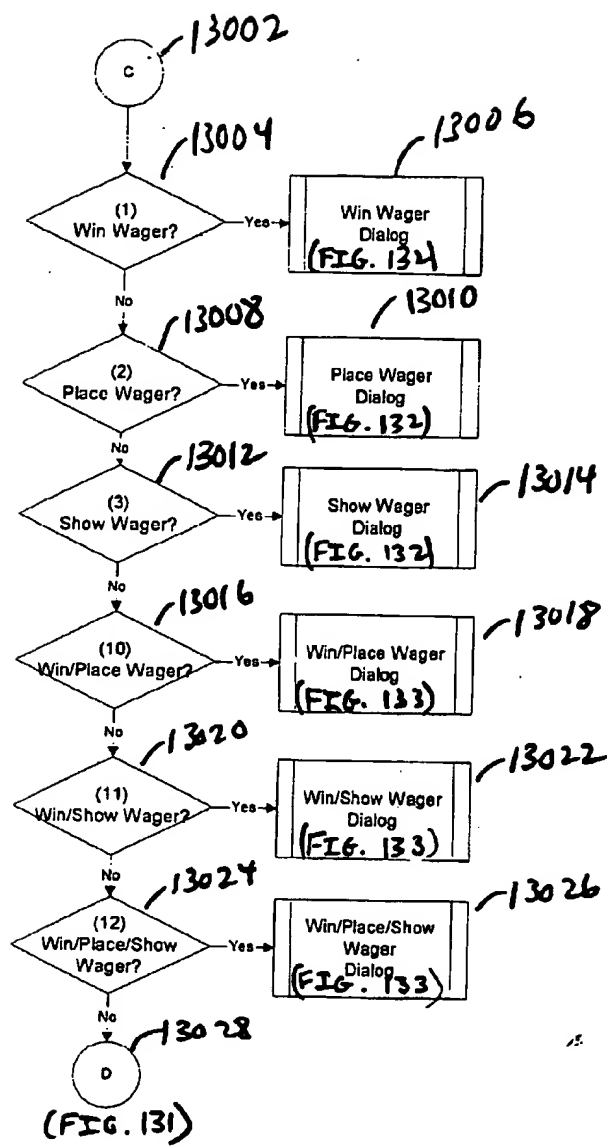 13002
C
13004
13006
(1)
Win Wager?
Yes
Win Wager
Dialog
(FIG. 132)
No
13008
13010
(2)
Place Wager?
Yes
Place Wager
Dialog
(FIG. 132)
No
13012
13014
(3)
Show Wager?
Yes
Show Wager
Dialog
(FIG. 132)
No
13016
13018
(10)
Win/Place Wager?
Yes
Win/Place Wager
Dialog
(FIG. 133)
No
13020
13022
(11)
Win/Show Wager?
Yes
Win/Show Wager
Dialog
(FIG. 133)
No
13024
13026
(12)
Win/Place/Show
Wager?
Yes
Win/Place/Show
Wager
Dialog
(FIG. 133)
No
13028
D
(FIG. 131)